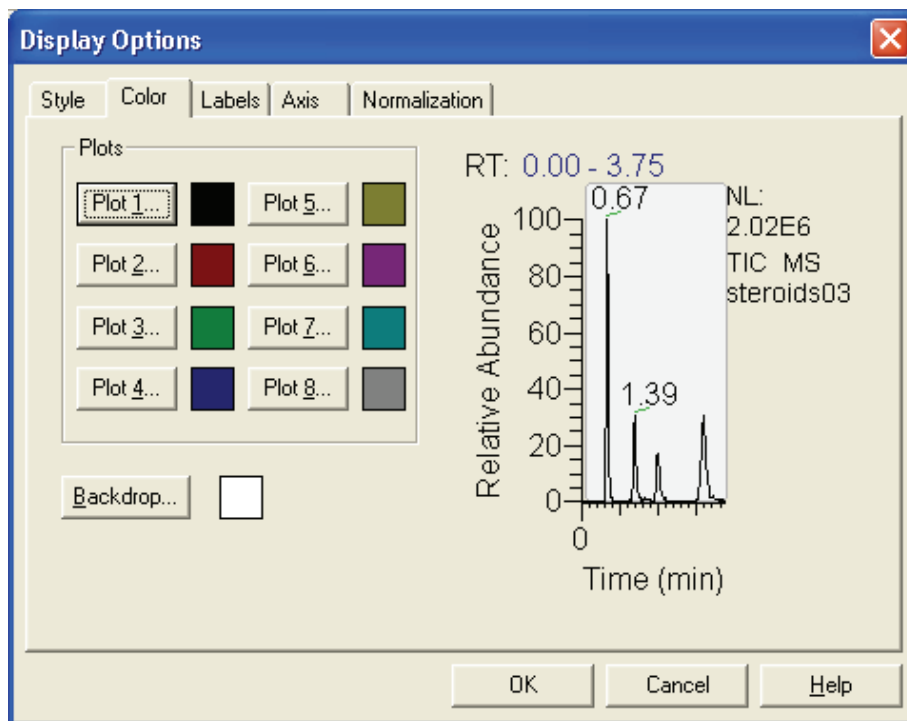 Display Options
Style Color Labels Axis Normalization
Plots
Plot 1... Plot 5...
Plot 2... Plot 6...
Plot 3... Plot 7...
Plot 4... Plot 8...
Backdrop...
RT: 0.00 - 3.75
0.67
NL:
2.02E6
TIC MS
steroids03
100
80
60
40
20
0
1.39
Relative Abundance
0
Time (min)
OK Cancel Help